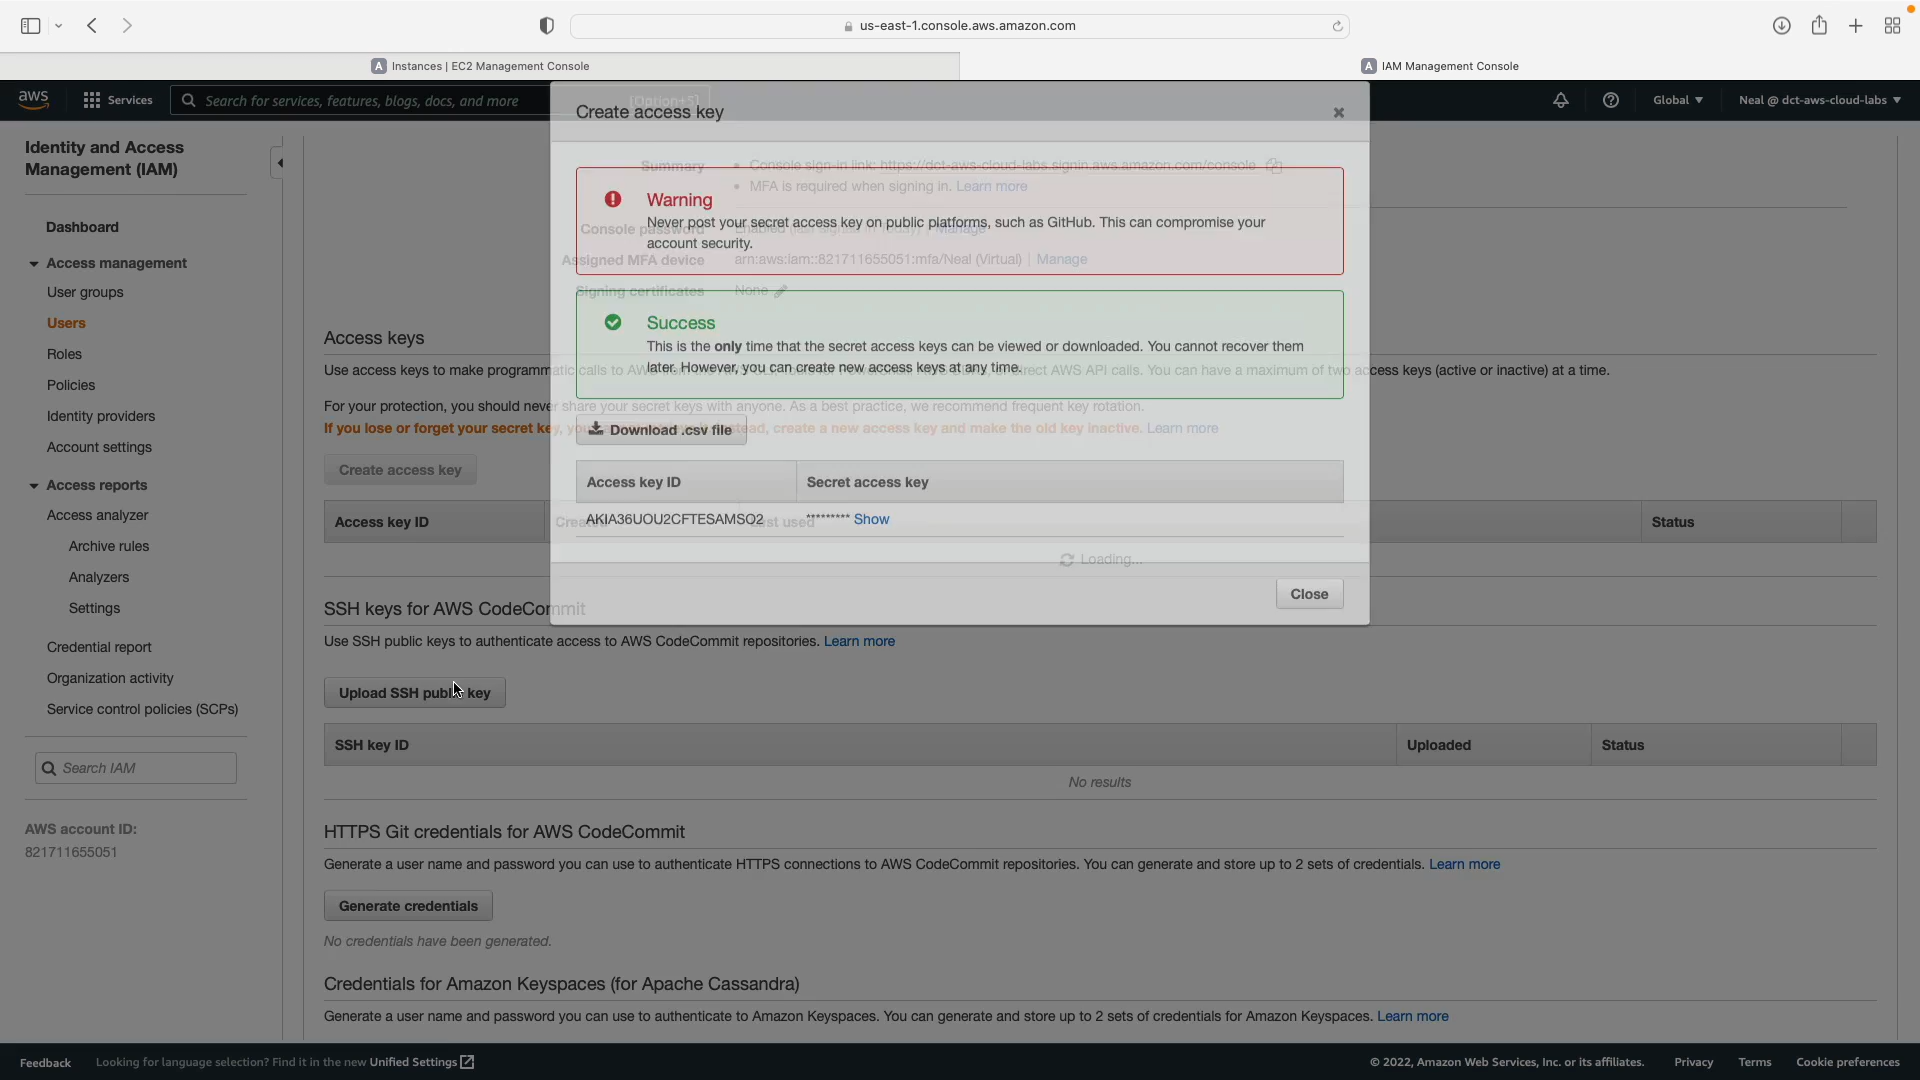 us-east-1.console.aws.amazon.com
A Instances | EC2 Management Console
A IAM Management Console
aws
Services
Search for services, features, blogs, docs, and more
[Option+S]
Global
Neal @ dct-aws-cloud-labs
Identity and Access
Management (IAM)
Dashboard
Access management
User groups
Users
Roles
Policies
Identity providers
Account settings
Access reports
Access analyzer
Archive rules
Analyzers
Settings
Credential report
Organization activity
Service control policies (SCPs)
Search IAM
AWS account ID:
821711655051
Create access key
Summary
Console sign-in link: https://dct-aws-cloud-labs.signin.aws.amazon.com/console
MFA is required when signing in. Learn more
Warning
Never post your secret access key on public platforms, such as GitHub. This can compromise your
account security.
Console password
Manage
Assigned MFA device
arn:aws:iam::821711655051:mfa/Neal (Virtual) | Manage
Signing certificates
None
Success
This is the only time that the secret access keys can be viewed or downloaded. You cannot recover them
later. However, you can create new access keys at any time.
Access keys
Use access keys to make programmatic calls to AWS direct AWS API calls. You can have a maximum of two access keys (active or inactive) at a time.
For your protection, you should never share your secret keys with anyone. As a best practice, we recommend frequent key rotation.
If you lose or forget your secret key, instead, create a new access key and make the old key inactive. Learn more
Download .csv file
Create access key
Access key ID
Secret access key
AKIA36UOU2CFTESAMSO2
********* Show
Access key ID
Created
Last used
Status
Loading...
Close
SSH keys for AWS CodeCommit
Use SSH public keys to authenticate access to AWS CodeCommit repositories. Learn more
Upload SSH public key
SSH key ID
Uploaded
Status
No results
HTTPS Git credentials for AWS CodeCommit
Generate a user name and password you can use to authenticate HTTPS connections to AWS CodeCommit repositories. You can generate and store up to 2 sets of credentials. Learn more
Generate credentials
No credentials have been generated.
Credentials for Amazon Keyspaces (for Apache Cassandra)
Generate a user name and password you can use to authenticate to Amazon Keyspaces. You can generate and store up to 2 sets of credentials for Amazon Keyspaces. Learn more
Feedback
Looking for language selection? Find it in the new Unified Settings
© 2022, Amazon Web Services, Inc. or its affiliates.
Privacy
Terms
Cookie preferences